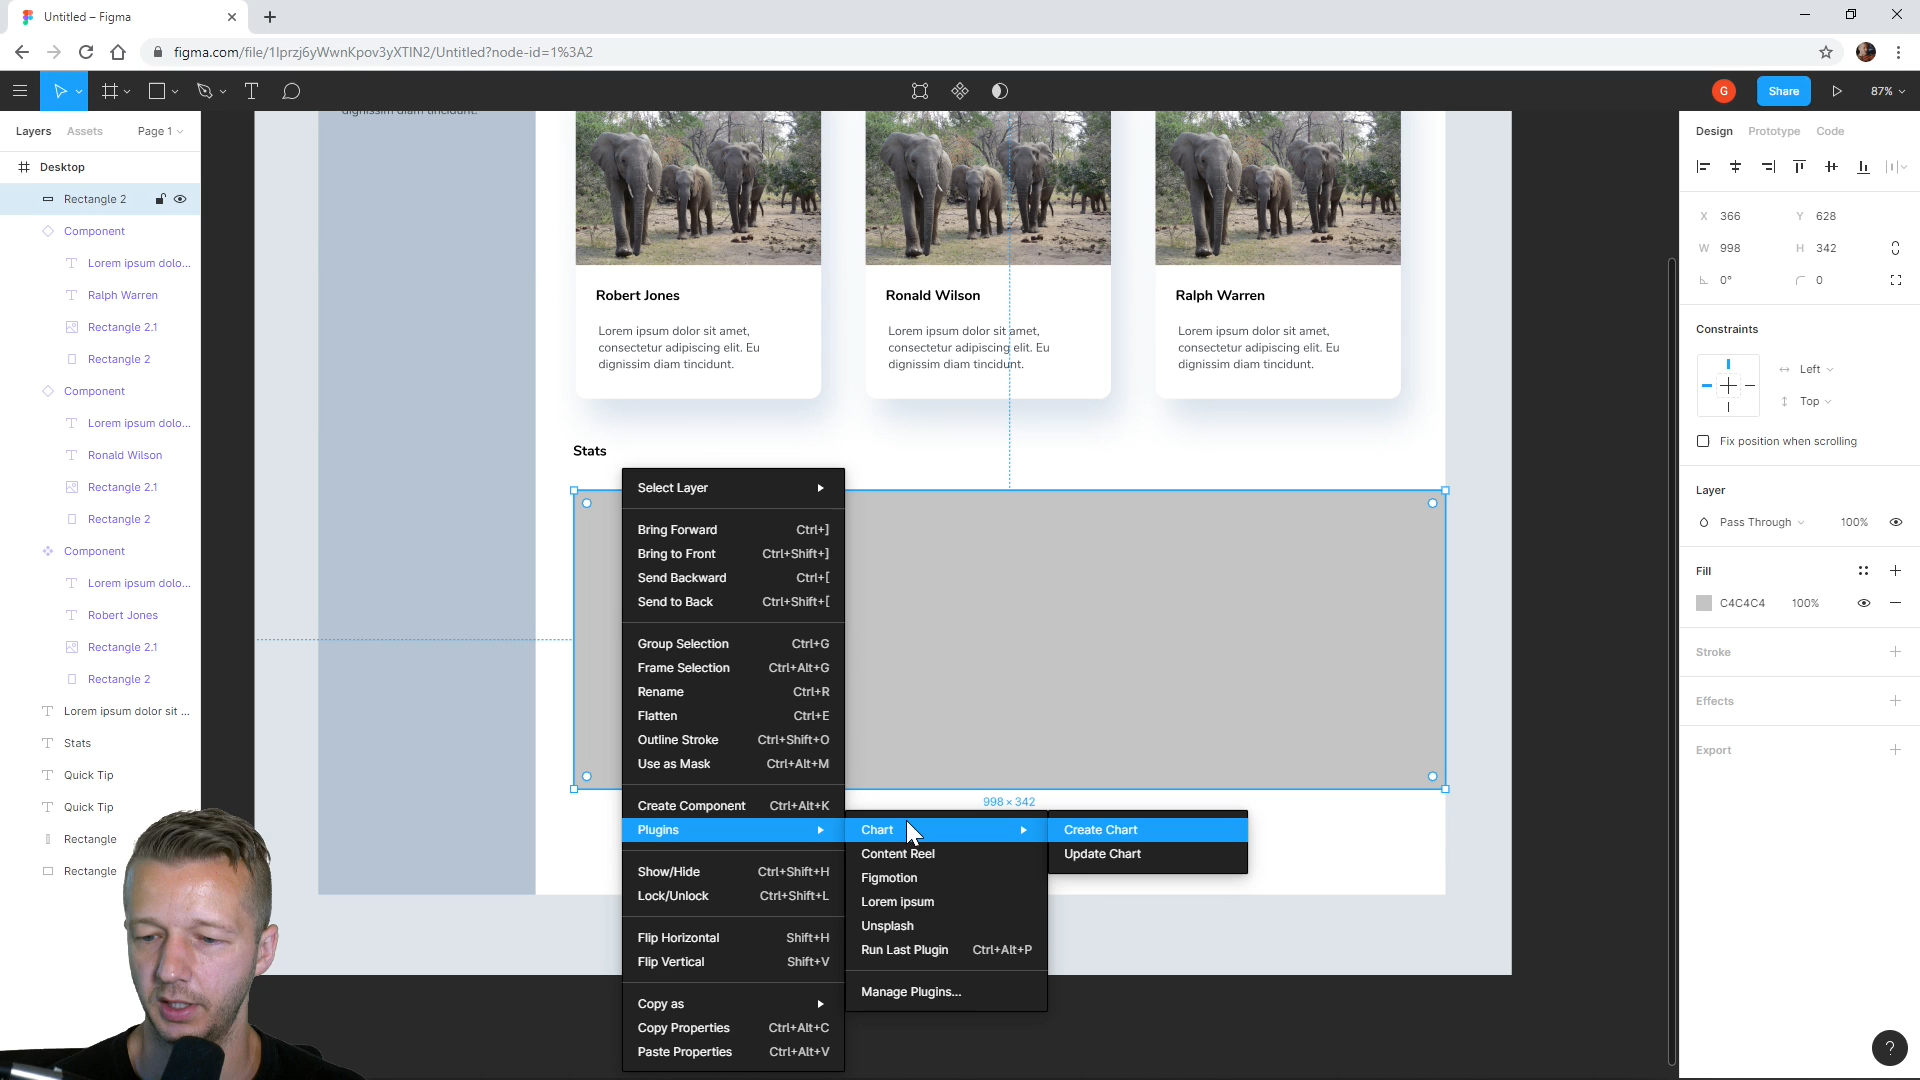 Untitled – Figma
figma.com/file/1lprzj6yWwnKpov3yXTlN2/Untitled?node-id=1%3A2
G
Share
87%
Layers
Assets
Page 1
Desktop
Rectangle 2
Component
Lorem ipsum dolo...
Ralph Warren
Rectangle 2.1
Rectangle 2
Component
Lorem ipsum dolo...
Ronald Wilson
Rectangle 2.1
Rectangle 2
Component
Lorem ipsum dolo...
Robert Jones
Rectangle 2.1
Rectangle 2
Lorem ipsum dolor sit ...
Stats
Quick Tip
Quick Tip
Rectangle
Rectangle
dignissim diam tincidunt.
Robert Jones
Lorem ipsum dolor sit amet,
consectetur adipiscing elit. Eu
dignissim diam tincidunt.
Ronald Wilson
Lorem ipsum dolor sit amet,
consectetur adipiscing elit. Eu
dignissim diam tincidunt.
Ralph Warren
Lorem ipsum dolor sit amet,
consectetur adipiscing elit. Eu
dignissim diam tincidunt.
Stats
998 × 342
Select Layer
Bring Forward Ctrl+]
Bring to Front Ctrl+Shift+]
Send Backward Ctrl+[
Send to Back Ctrl+Shift+[
Group Selection Ctrl+G
Frame Selection Ctrl+Alt+G
Rename Ctrl+R
Flatten Ctrl+E
Outline Stroke Ctrl+Shift+O
Use as Mask Ctrl+Alt+M
Create Component Ctrl+Alt+K
Plugins
Show/Hide Ctrl+Shift+H
Lock/Unlock Ctrl+Shift+L
Flip Horizontal Shift+H
Flip Vertical Shift+V
Copy as
Copy Properties Ctrl+Alt+C
Paste Properties Ctrl+Alt+V
Chart
Content Reel
Figmotion
Lorem ipsum
Unsplash
Run Last Plugin Ctrl+Alt+P
Manage Plugins...
Create Chart
Update Chart
Design
Prototype
Code
X 366 Y 628
W 998 H 342
0° 0
Constraints
Left
Top
Fix position when scrolling
Layer
Pass Through 100%
Fill
C4C4C4 100%
Stroke
Effects
Export
?